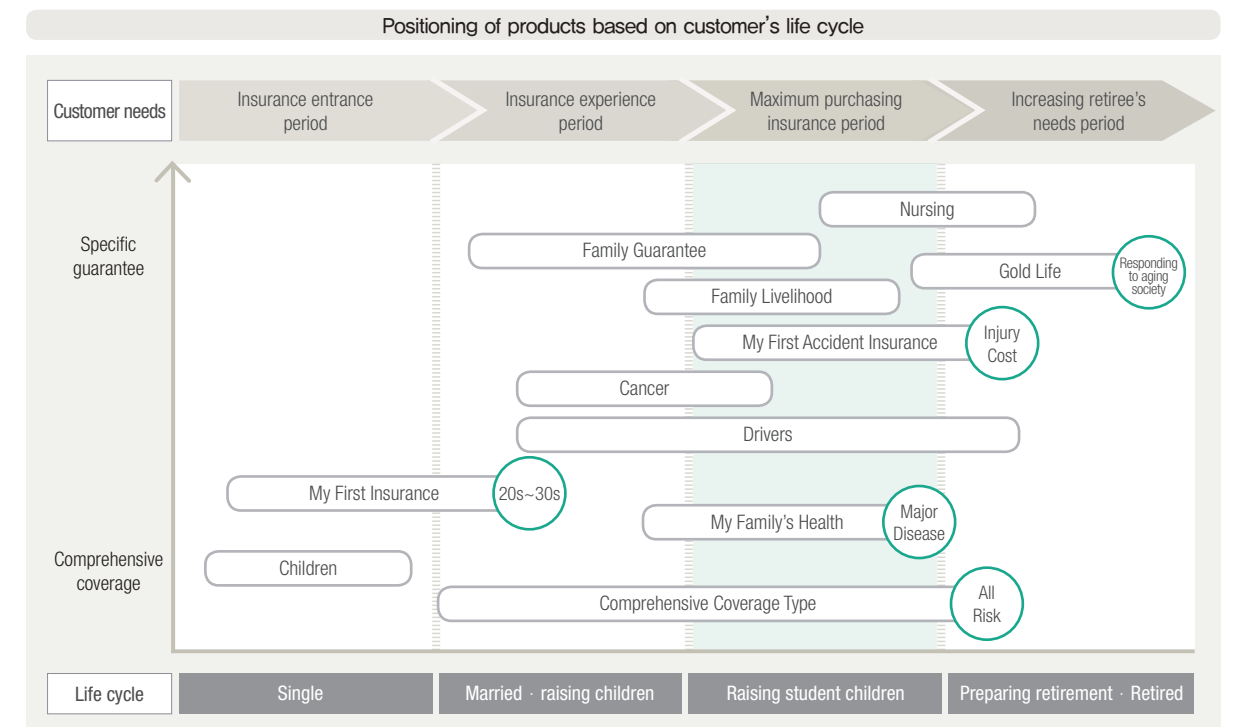 Positioning of products based on customer's life cycle
Customer needs
Insurance entrance
period
Insurance experience
period
Maximum purchasing
insurance period
Increasing retiree's
needs period
Specific
guarantee
Nursing
Family Guarantee
Gold Life
Responding
to aging
society
Family Livelihood
My First Accident Insurance
Injury
Cost
Cancer
Drivers
My First Insurance
20s~30s
My Family's Health
Major
Disease
Comprehensive
coverage
Children
Comprehensive Coverage Type
All
Risk
Life cycle
Single
Married · raising children
Raising student children
Preparing retirement · Retired